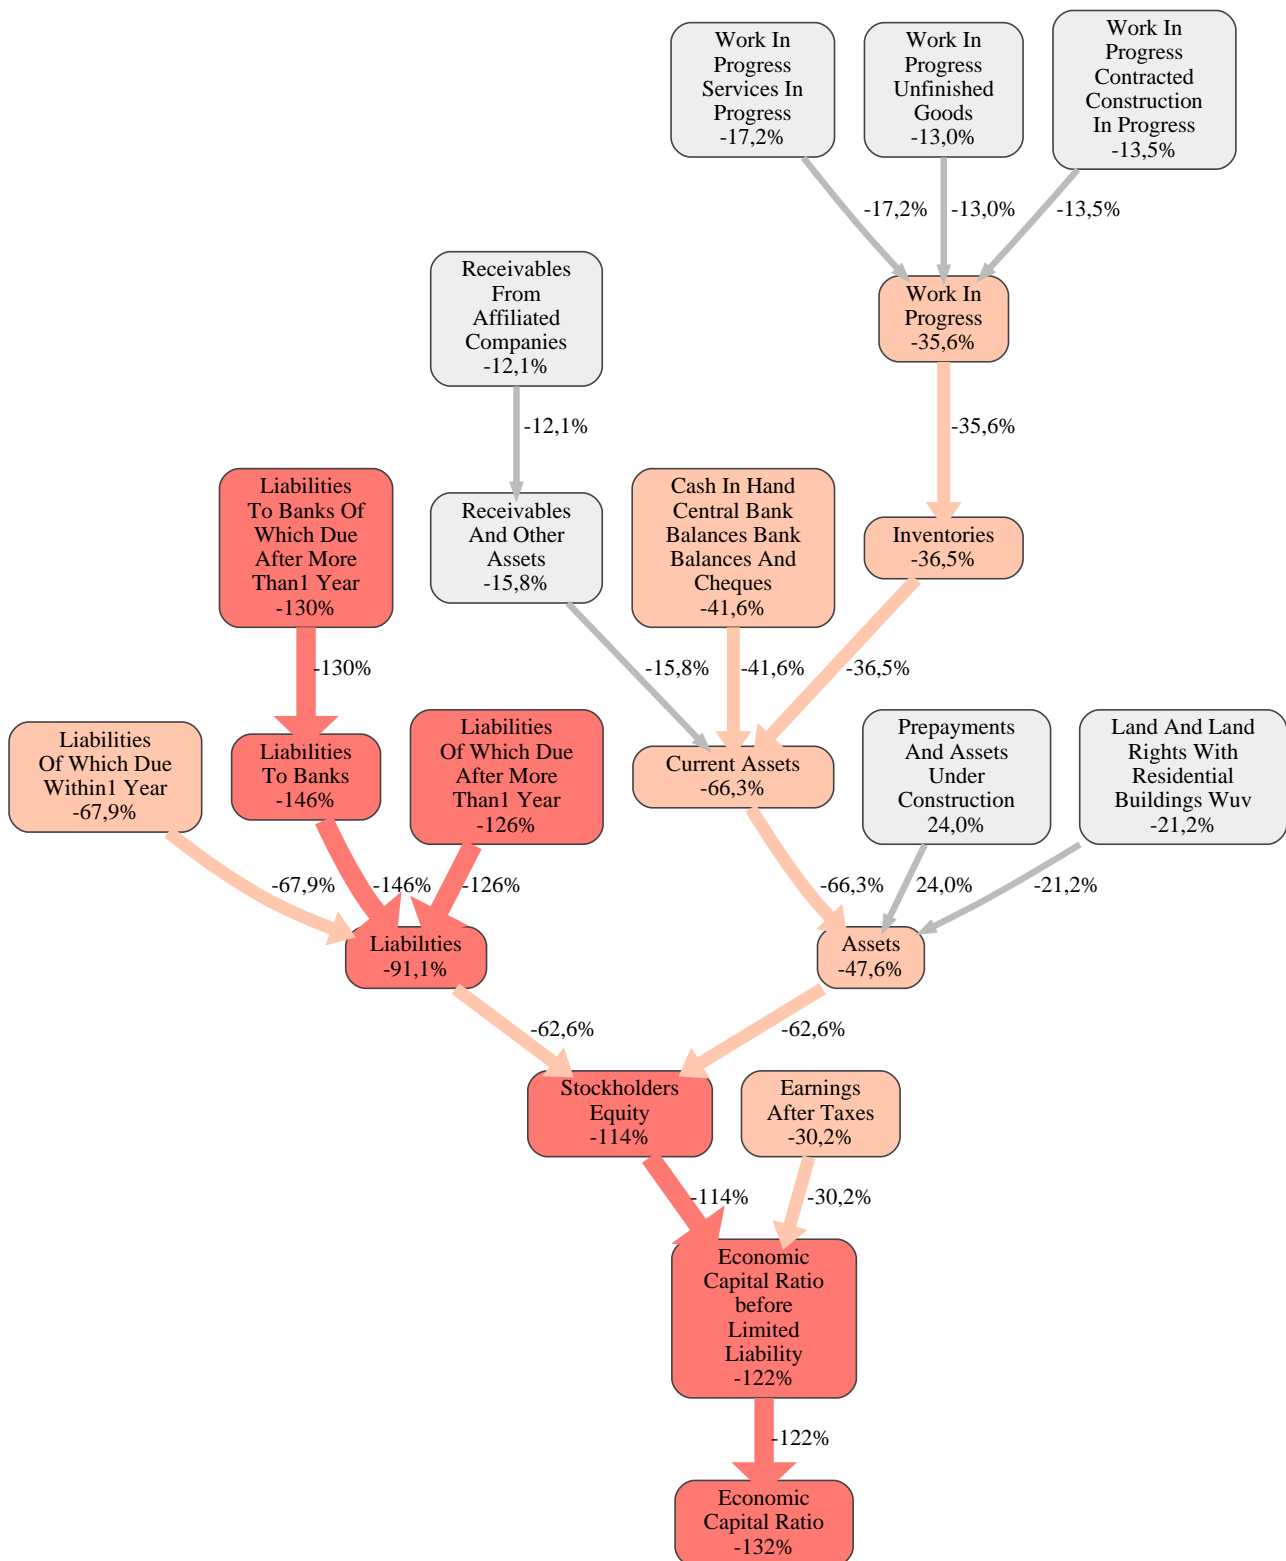 Work In
Progress
Services In
Progress
-17,2%
Work In
Progress
Unfinished
Goods
-13,0%
Work In
Progress
Contracted
Construction
In Progress
-13,5%
-17,2%
-13,0%
-13,5%
Receivables
From
Affiliated
Companies
-12,1%
Work In
Progress
-35,6%
-12,1%
-35,6%
Liabilities
To Banks Of
Which Due
After More
Than1 Year
-130%
Receivables
And Other
Assets
-15,8%
Cash In Hand
Central Bank
Balances Bank
Balances And
Cheques
-41,6%
Inventories
-36,5%
-130%
-15,8%
-41,6%
-36,5%
Liabilities
Of Which Due
Within1 Year
-67,9%
Liabilities
To Banks
-146%
Liabilities
Of Which Due
After More
Than1 Year
-126%
Current Assets
-66,3%
Prepayments
And Assets
Under
Construction
24,0%
Land And Land
Rights With
Residential
Buildings Wuv
-21,2%
-67,9%
-146%
-126%
-66,3%
24,0%
-21,2%
Liabilities
-91,1%
Assets
-47,6%
-62,6%
-62,6%
Stockholders
Equity
-114%
Earnings
After Taxes
-30,2%
-114%
-30,2%
Economic
Capital Ratio
before
Limited
Liability
-122%
-122%
Economic
Capital Ratio
-132%